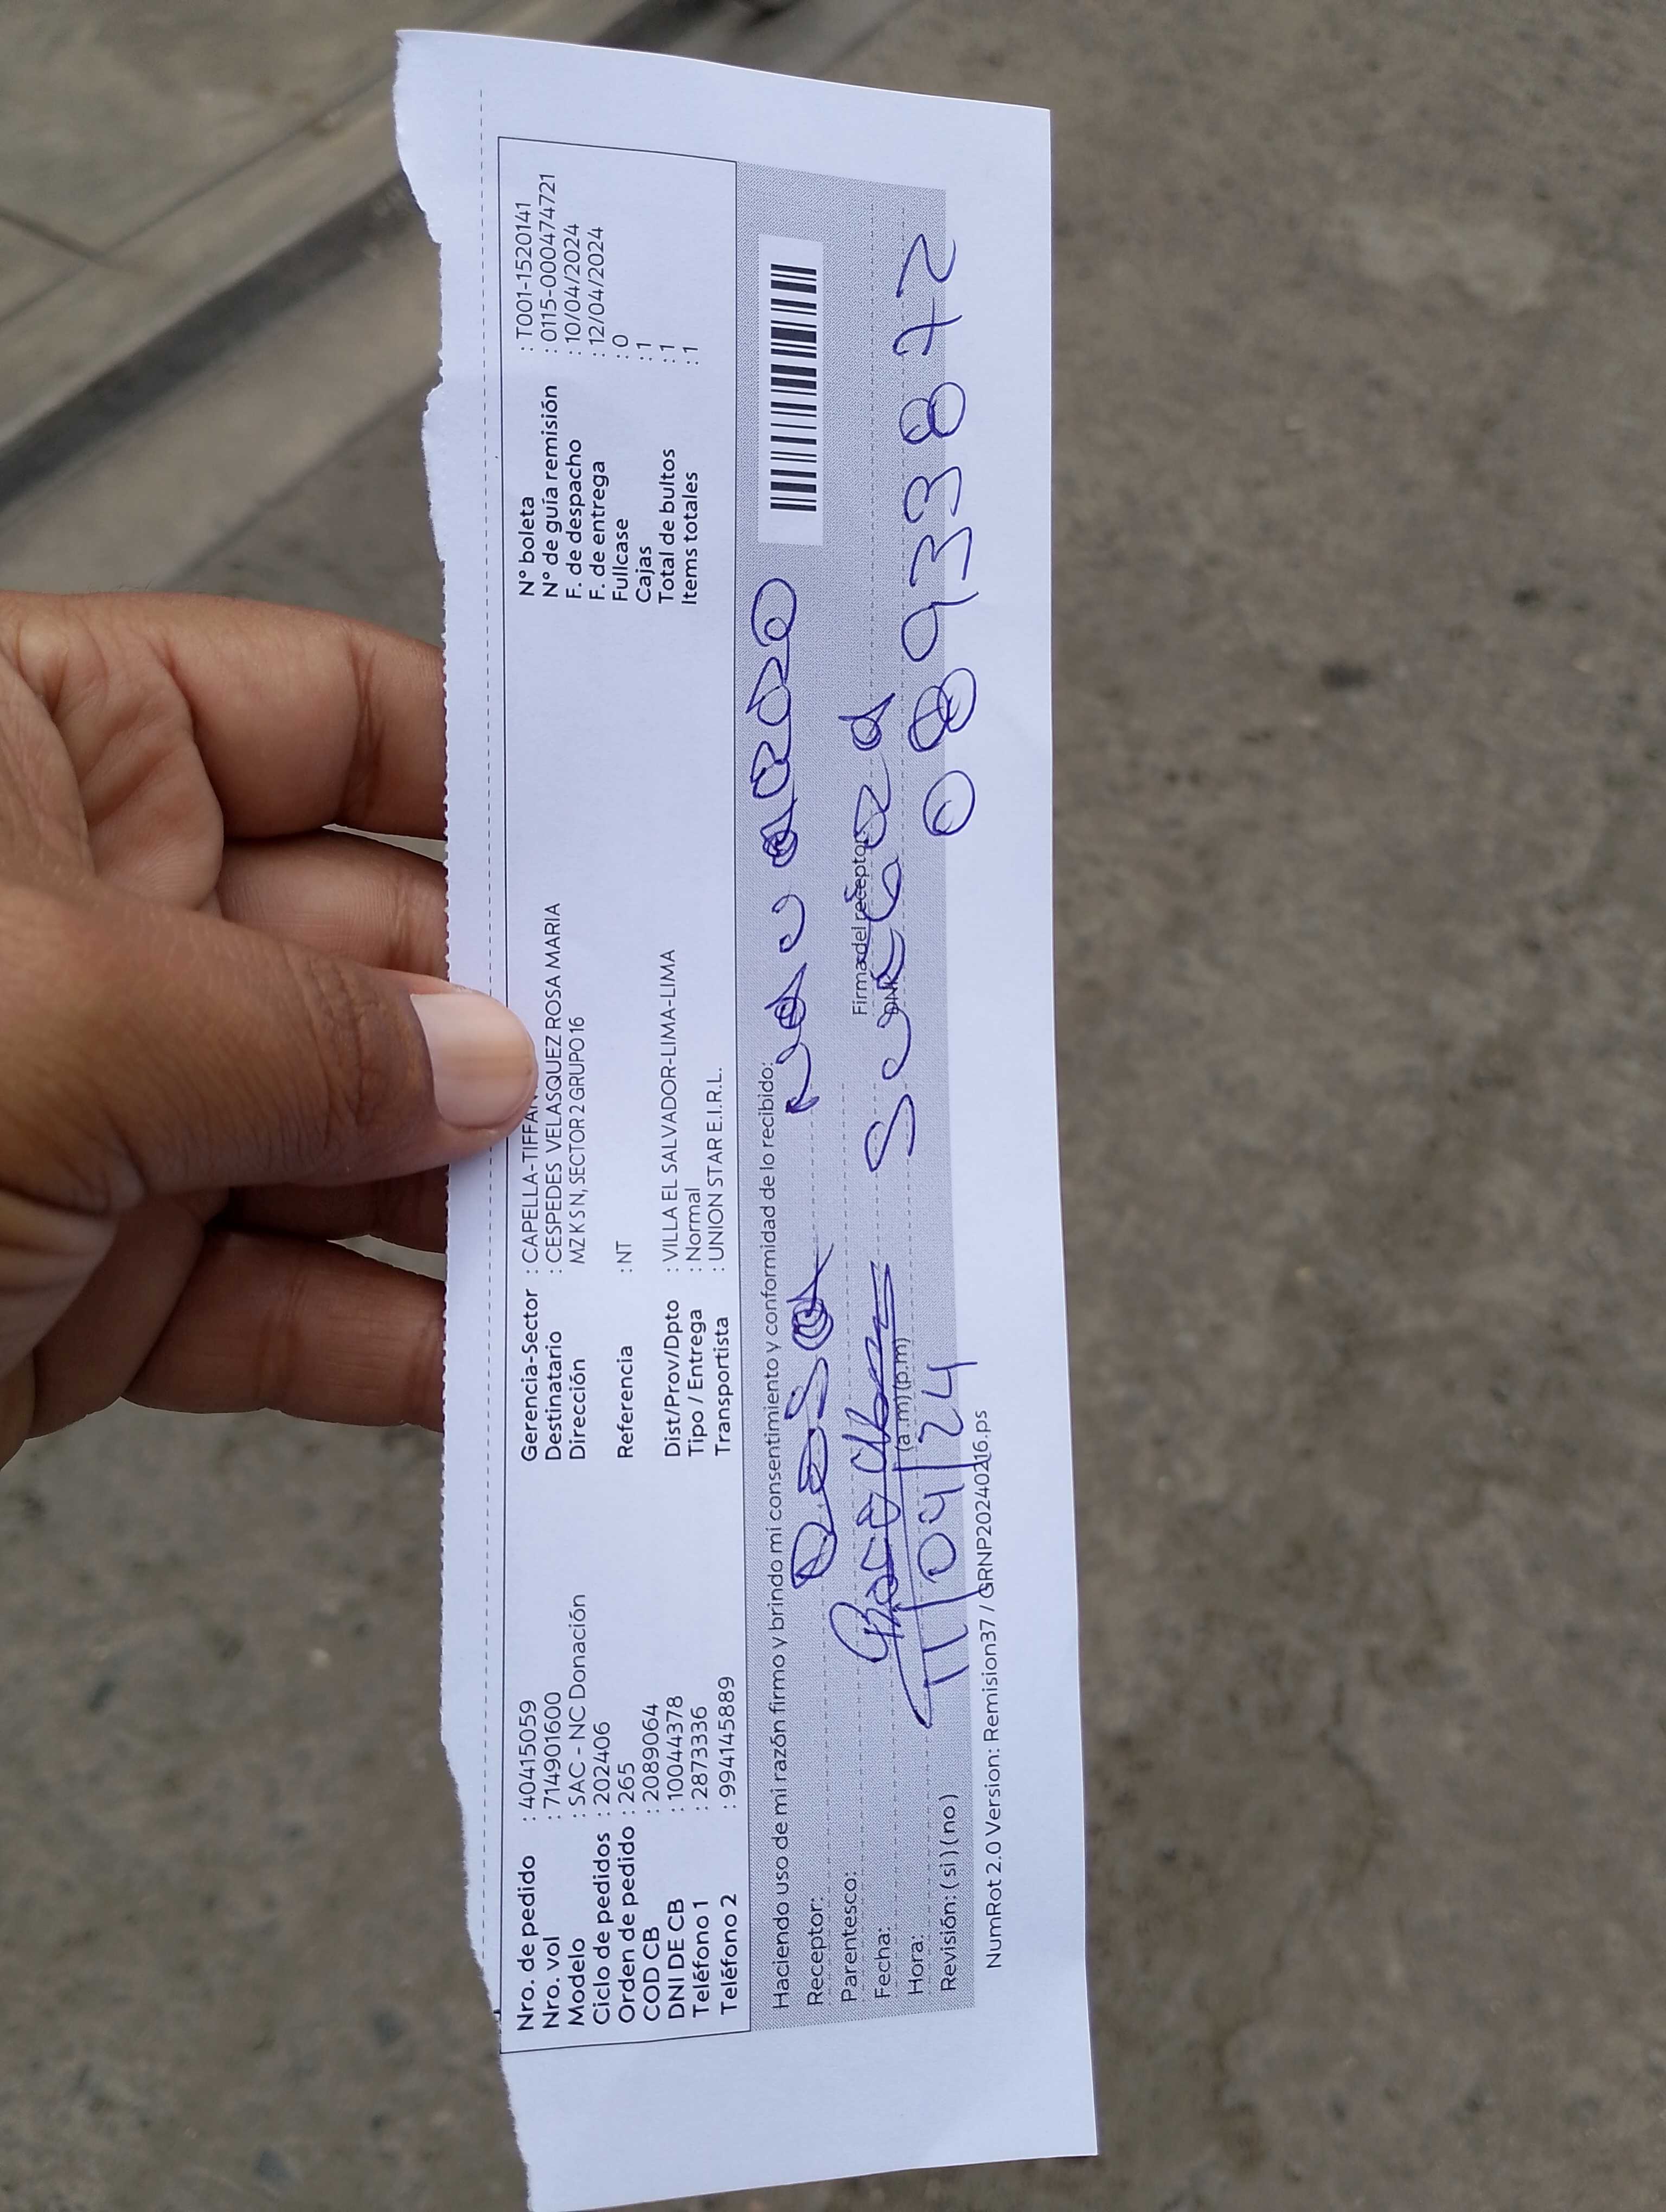 Nro. de pedido : 40415059
Nro. vol : 714901600
Modelo : SAC - NC Donación
Ciclo de pedidos : 202406
Orden de pedido : 265
COD CB : 2089064
DNI DE CB : 10044378
Teléfono 1 : 2873336
Teléfono 2 : 994145889
Gerencia-Sector : CAPELLA-TIFFA
Destinatario : CESPEDES VELASQUEZ ROSA MARIA
Dirección MZ K S N, SECTOR 2 GRUPO 16
Referencia : NT
Dist/Prov/Dpto : VILLA EL SALVADOR-LIMA-LIMA
Tipo / Entrega : Normal
Transportista : UNION STAR E.I.R.L.
N° boleta : T001-1520141
N° de guía remisión : 0115-0000474721
F. de despacho : 10/04/2024
F. de entrega : 12/04/2024
Fullcase : 0
Cajas : 1
Total de bultos : 1
Items totales : 1
Haciendo uso de mi razón firmo y brindo mi consentimiento y conformidad de lo recibido:
Receptor: Rosa
Parentesco:
Firma del receptor
Fecha:
DNI
Hora: (a.m) (p.m)
11/04/24 08933872
Revisión: ( si ) ( no )
NumRot 2.0 Version: Remision37 / GRNP20240216.ps